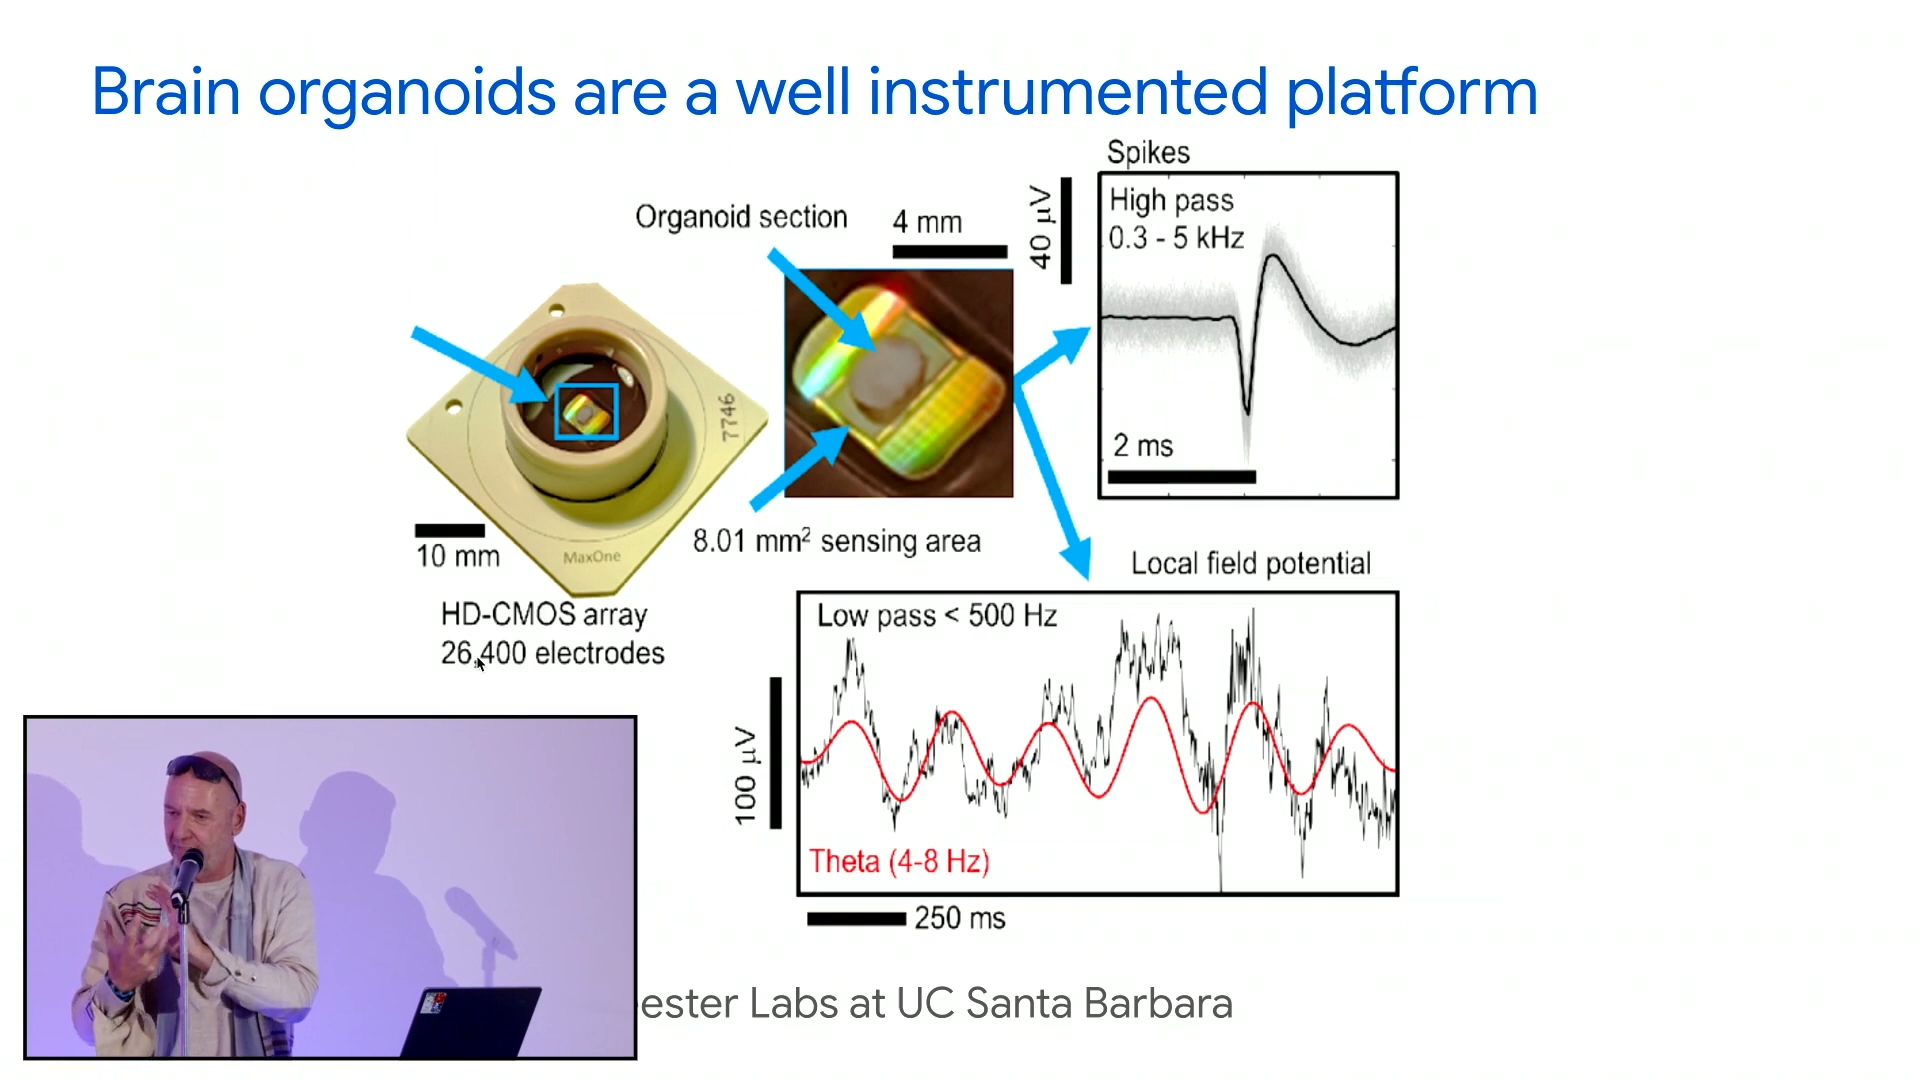 Brain organoids are a well instrumented platform
Spikes
High pass
0.3 - 5 kHz
40 µV
2 ms
Organoid section
4 mm
7746
MaxOne
10 mm
8.01 mm² sensing area
HD-CMOS array
26,400 electrodes
Local field potential
Low pass < 500 Hz
100 µV
Theta (4-8 Hz)
250 ms
Labs at UC Santa Barbara